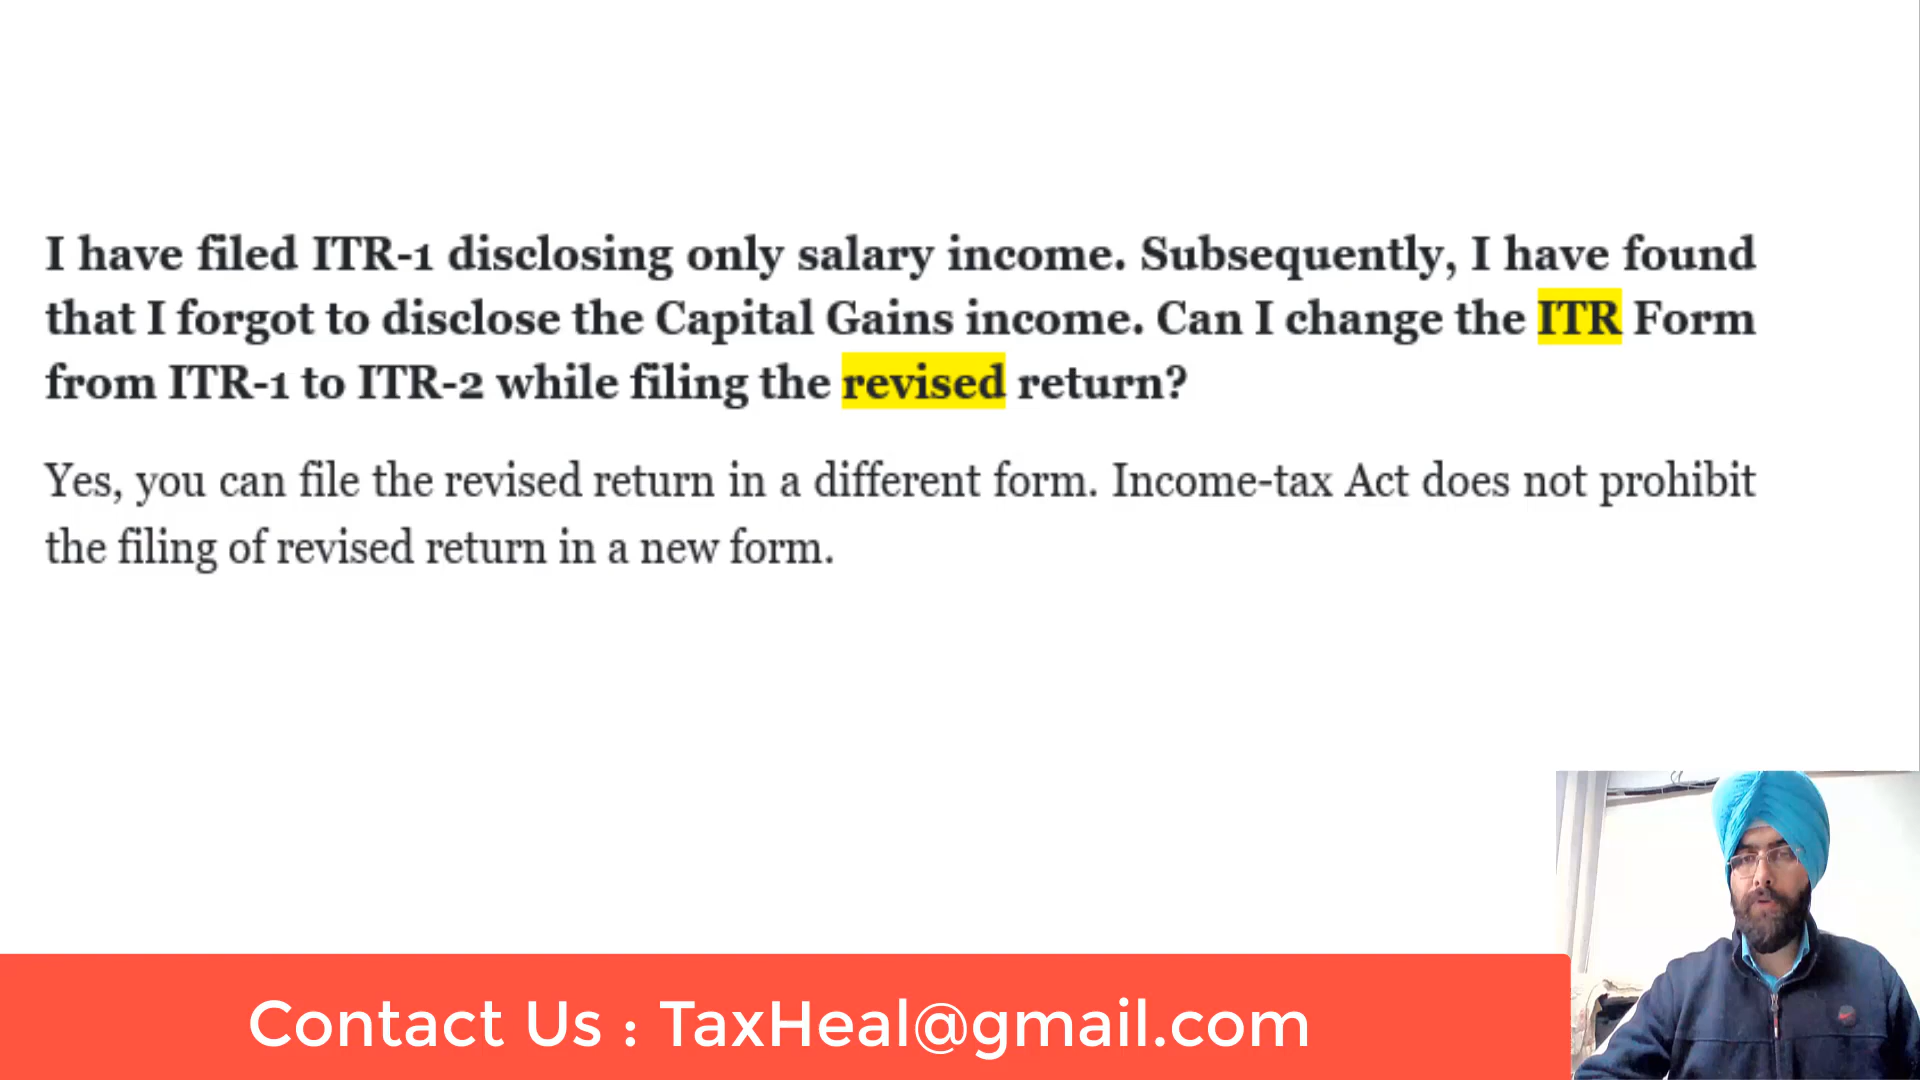 I have filed ITR-1 disclosing only salary income. Subsequently, I have found
that I forgot to disclose the Capital Gains income. Can I change the ITR Form
from ITR-1 to ITR-2 while filing the revised return?
Yes, you can file the revised return in a different form. Income-tax Act does not prohibit
the filing of revised return in a new form.
Contact Us : TaxHeal@gmail.com